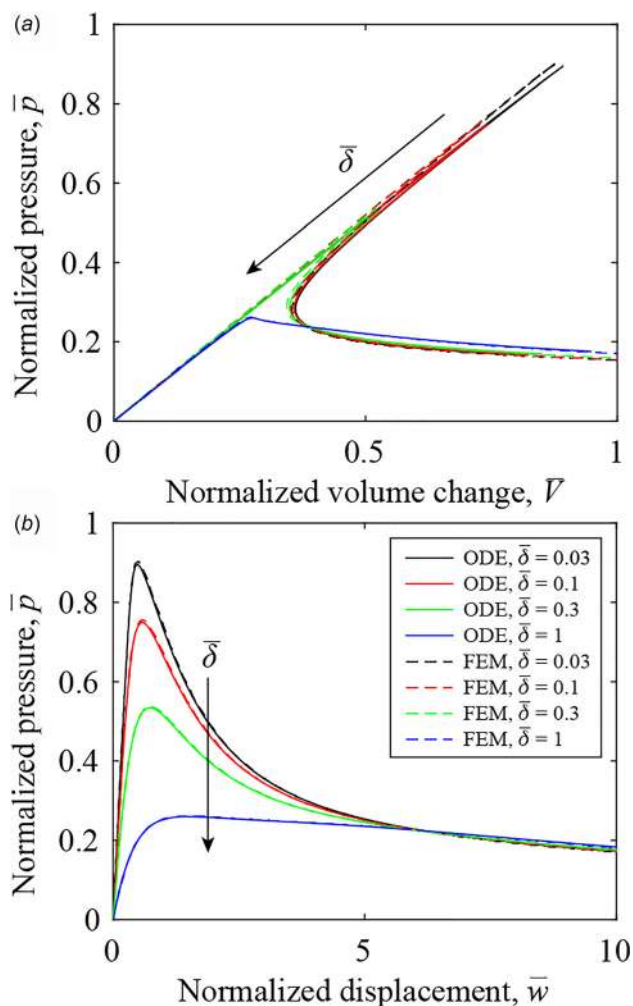 (a)
1
0.8
0.6
0.4
0.2
0
Normalized pressure, p̅
δ̅
0
0.5
1
Normalized volume change, V̅
(b)
1
0.8
0.6
0.4
0.2
0
Normalized pressure, p̅
δ̅
ODE, δ̅ = 0.03
ODE, δ̅ = 0.1
ODE, δ̅ = 0.3
ODE, δ̅ = 1
FEM, δ̅ = 0.03
FEM, δ̅ = 0.1
FEM, δ̅ = 0.3
FEM, δ̅ = 1
0
5
10
Normalized displacement, w̅